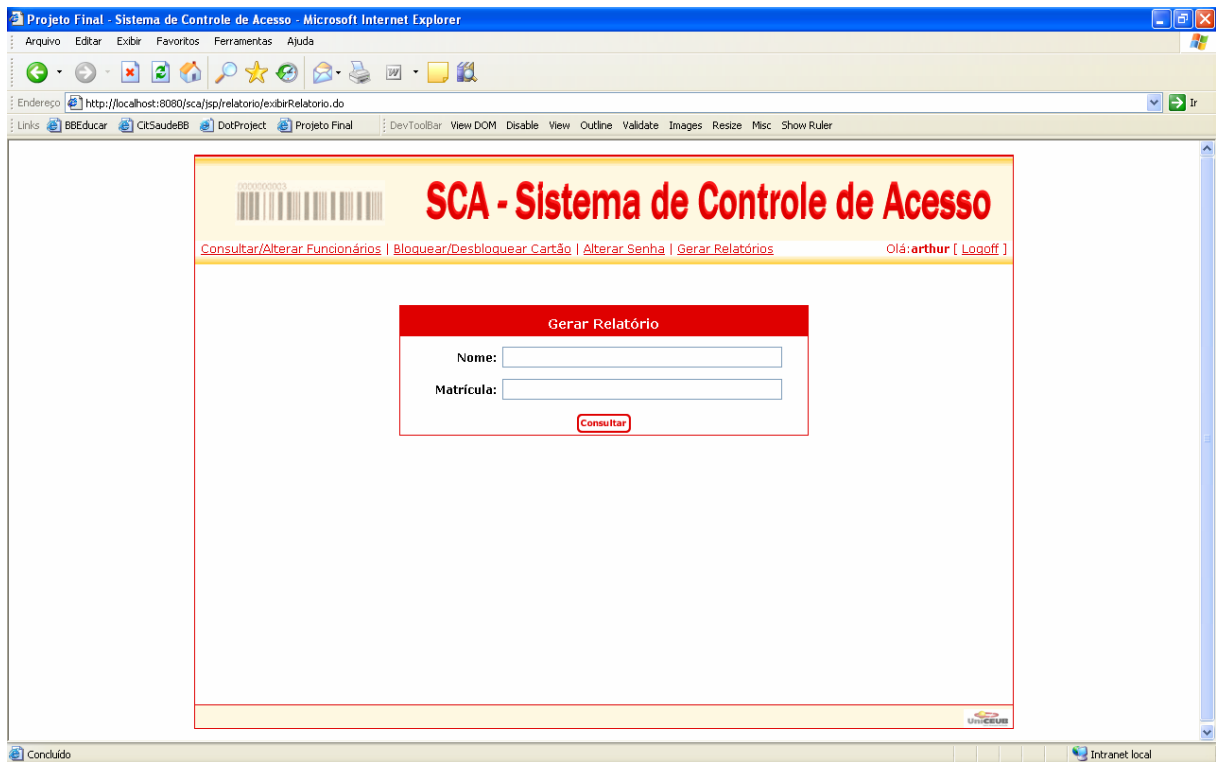 Projeto Final - Sistema de Controle de Acesso - Microsoft Internet Explorer
Arquivo Editar Exibir Favoritos Ferramentas Ajuda
Endereço http://localhost:8080/sca/jsp/relatorio/exibirRelatorio.do Ir
Links BBEducar CitSaudeBB DotProject Projeto Final DevToolBar View DOM Disable View Outline Validate Images Resize Misc Show Ruler
0000000003
SCA - Sistema de Controle de Acesso
Consultar/Alterar Funcionários | Bloquear/Desbloquear Cartão | Alterar Senha | Gerar Relatórios Olá:arthur [ Logoff ]
Gerar Relatório
Nome:
Matrícula:
Consultar
UniCEUB
Concluído Intranet local